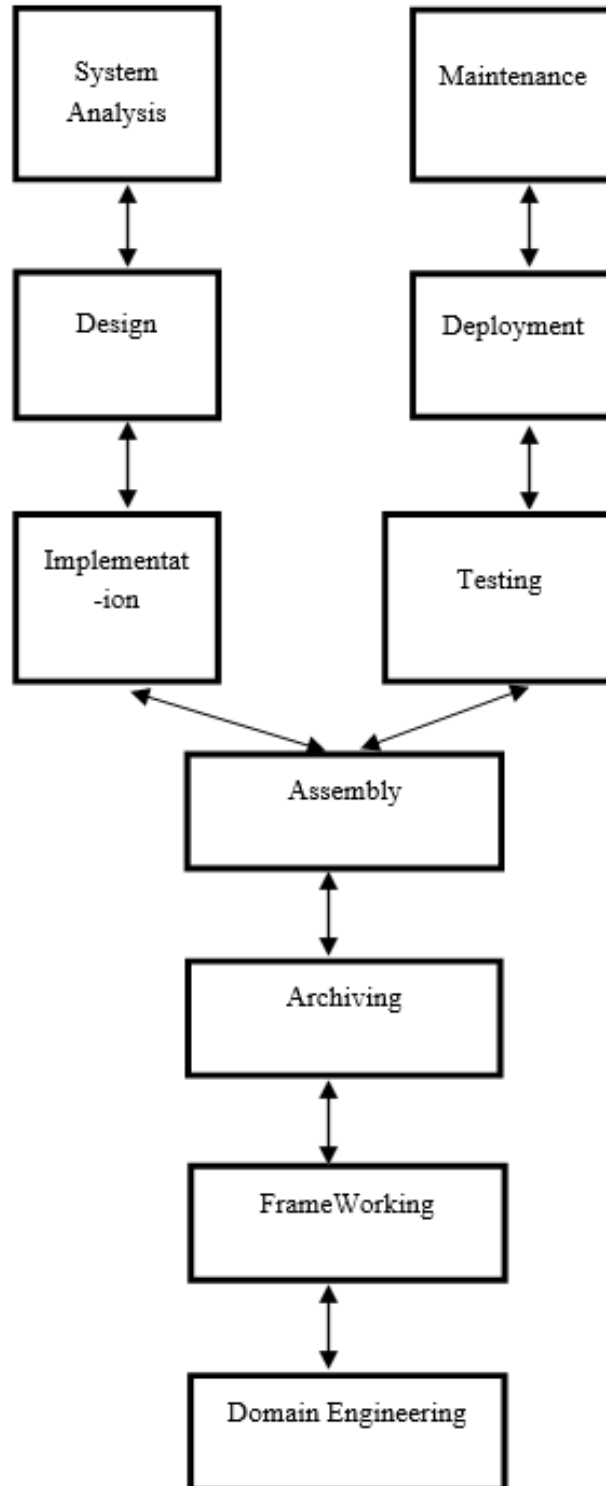 System
Analysis
Maintenance
Design
Deployment
Implementat
-ion
Testing
Assembly
Archiving
FrameWorking
Domain Engineering